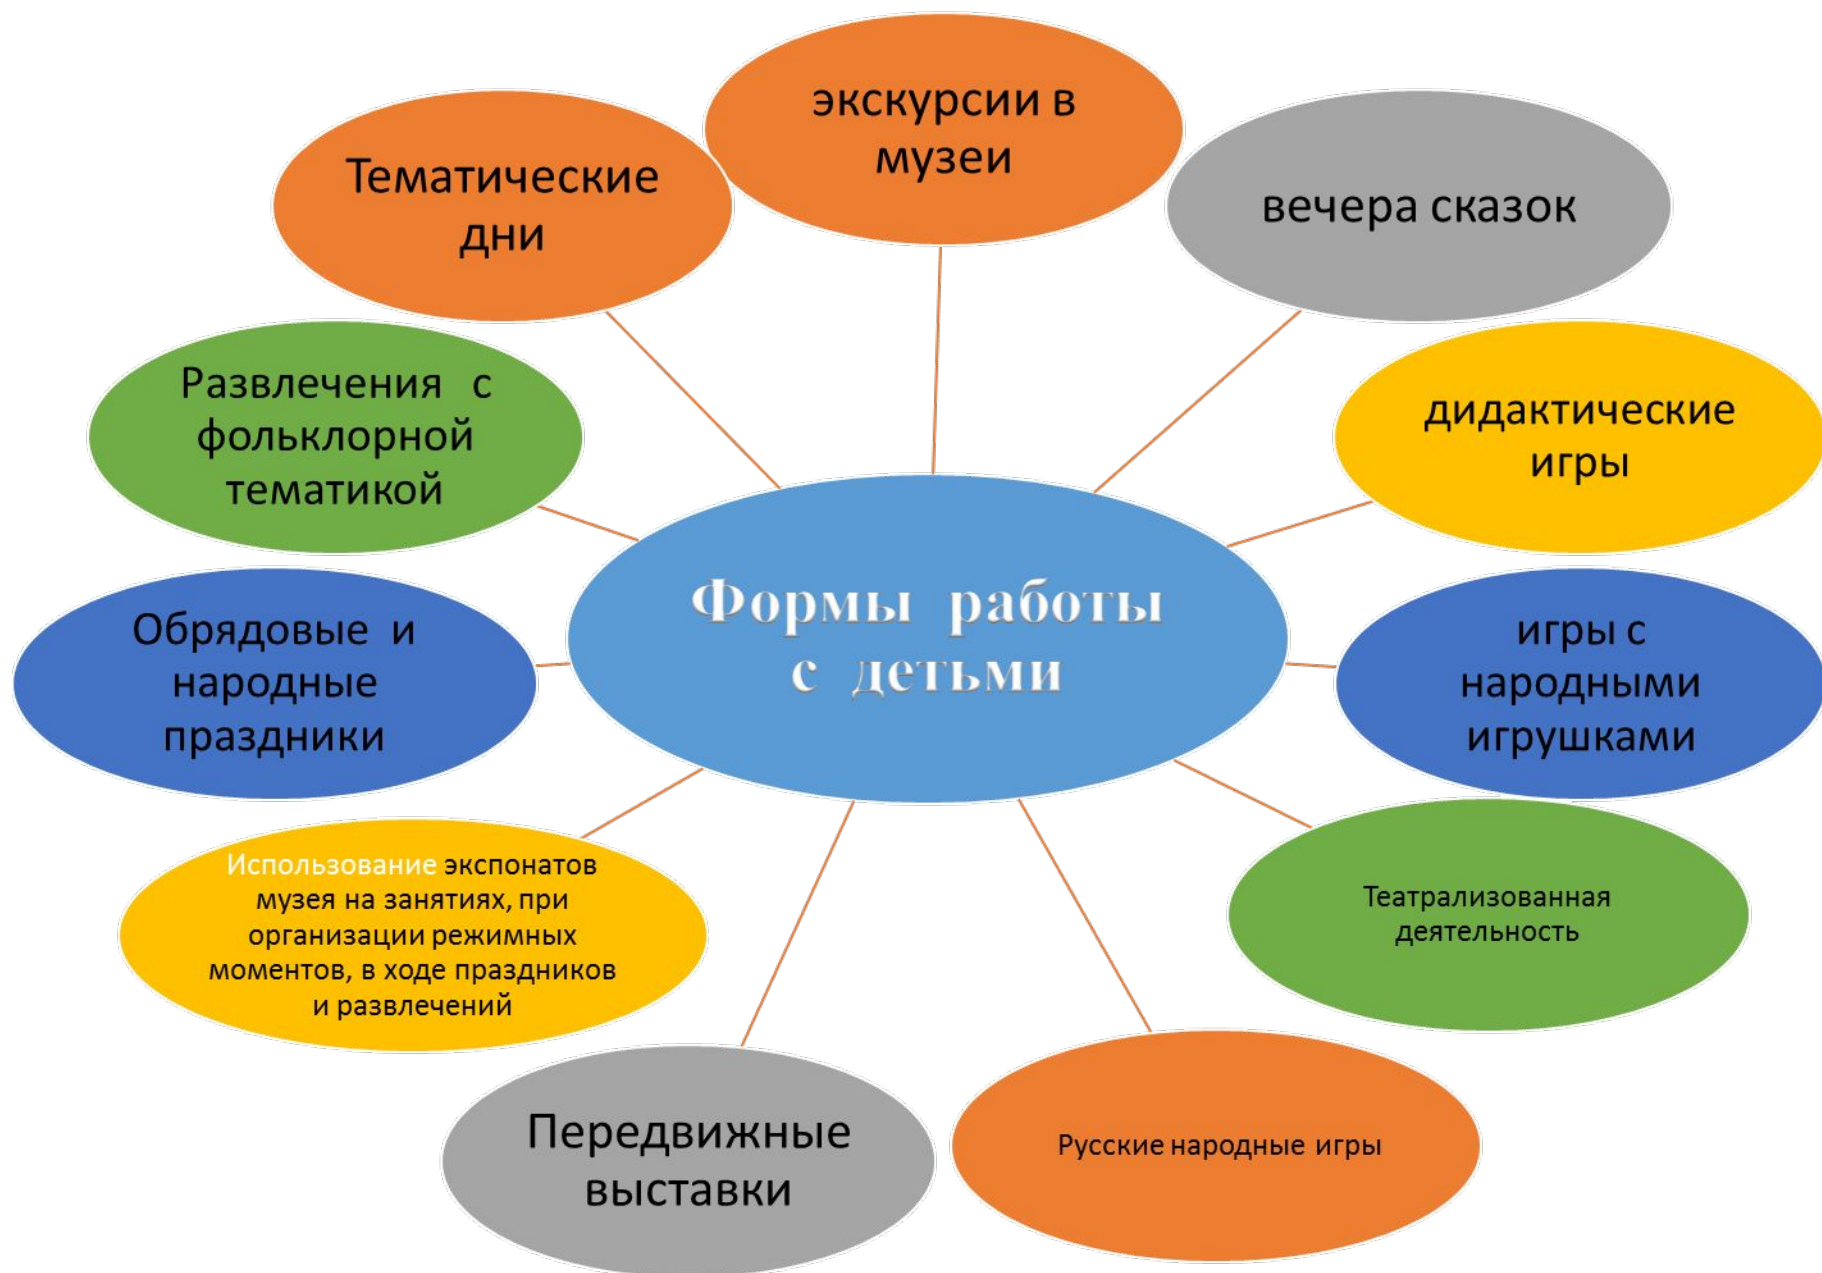 экскурсии в
музеи
Тематические
дни
вечера сказок
Развлечения с
фольклорной
тематикой
дидактические
игры
Формы работы
с детьми
Обрядовые и
народные
праздники
игры с
народными
игрушками
Использование экспонатов
музея на занятиях, при
организации режимных
моментов, в ходе праздников
и развлечений
Театрализованная
деятельность
Передвижные
выставки
Русские народные игры